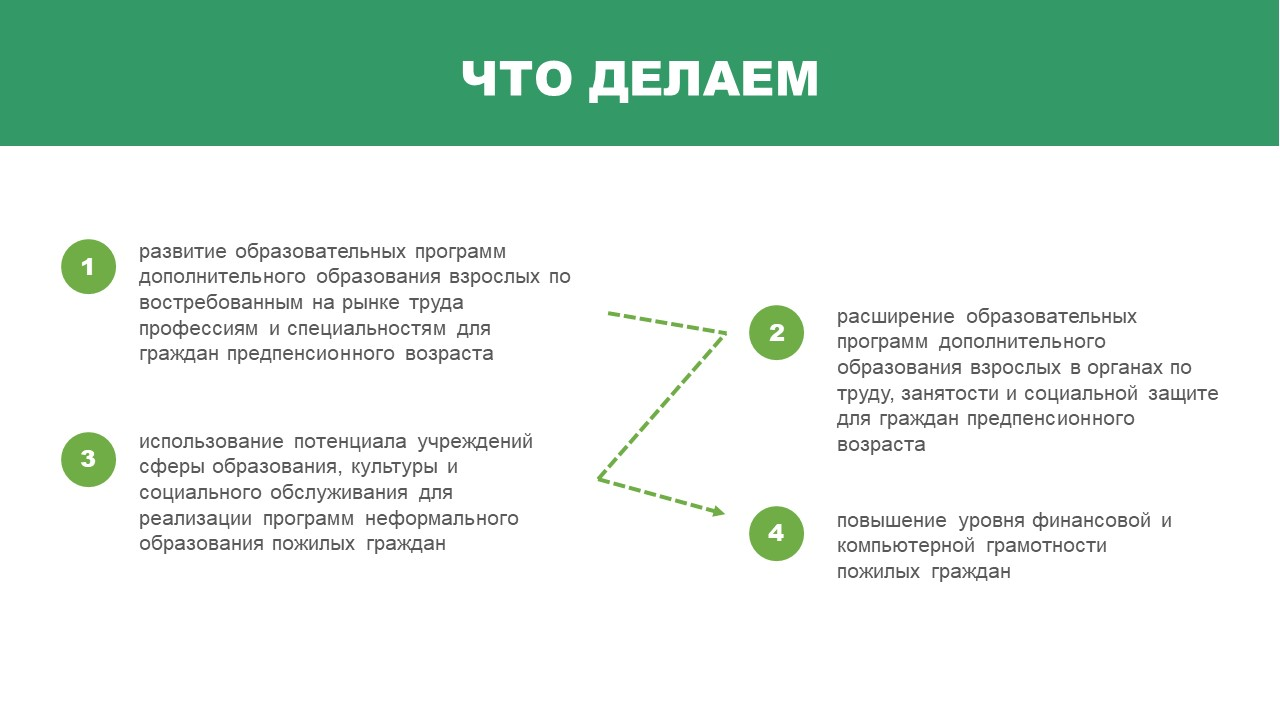 ЧТО ДЕЛАЕМ
1
развитие образовательных программ
дополнительного образования взрослых по
востребованным на рынке труда
профессиям и специальностям для
граждан предпенсионного возраста
2
расширение образовательных
программ дополнительного
образования взрослых в органах по
труду, занятости и социальной защите
для граждан предпенсионного
возраста
3
использование потенциала учреждений
сферы образования, культуры и
социального обслуживания для
реализации программ неформального
образования пожилых граждан
4
повышение уровня финансовой и
компьютерной грамотности
пожилых граждан